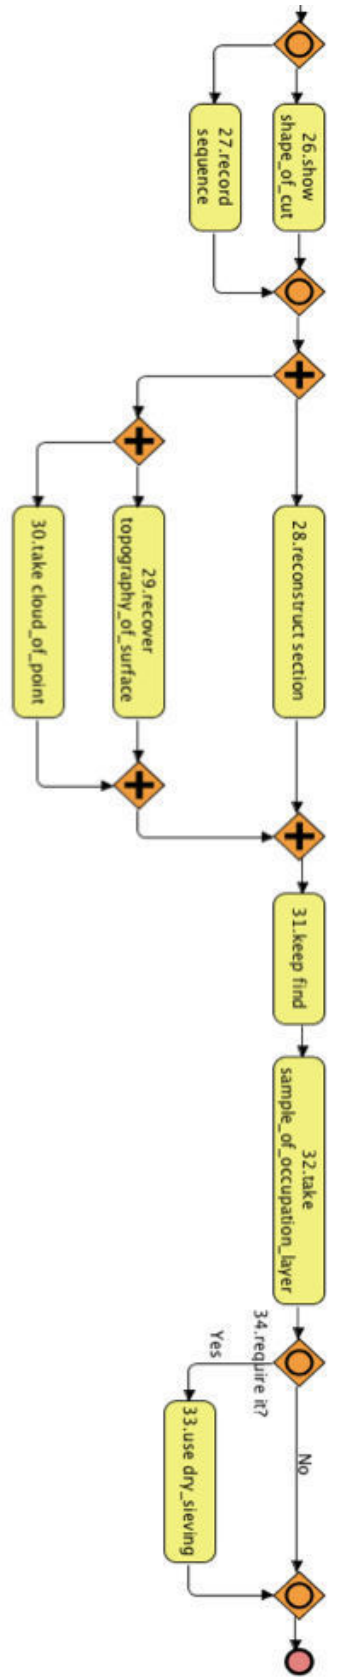 26.show
shape_of_cut
27.record
sequence
28.reconstruct section
29.recover
topography_of_surface
30.take cloud_of_point
31.keep find
32.take
sample_of_occupation_layer
34.require it?
Yes
No
33.use dry_sieving